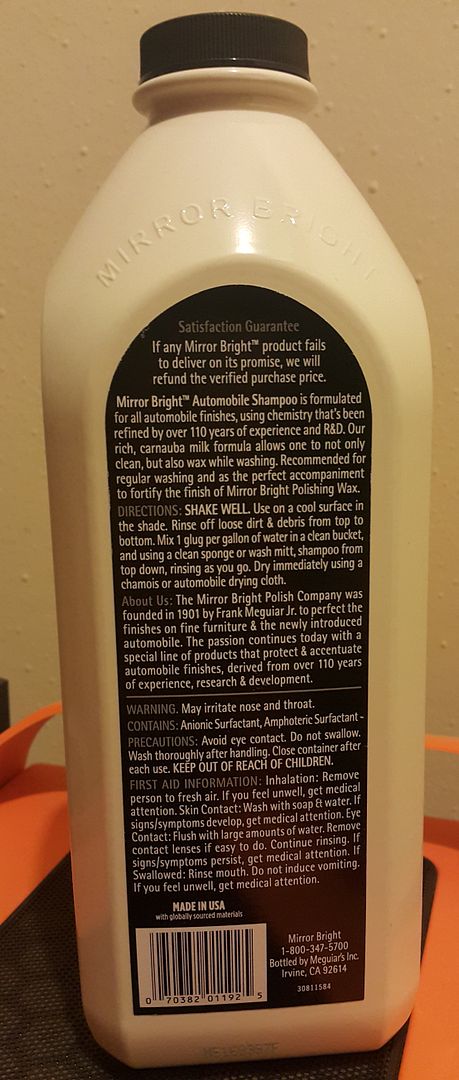 MIRROR BRIGHT
Satisfaction Guarantee
If any Mirror Bright™ product fails
to deliver on its promise, we will
refund the verified purchase price.
Mirror Bright™ Automobile Shampoo is formulated
for all automobile finishes, using chemistry that's been
refined by over 110 years of experience and R&D. Our
rich, carnauba milk formula allows one to not only
clean, but also wax while washing. Recommended for
regular washing and as the perfect accompaniment
to fortify the finish of Mirror Bright Polishing Wax.
DIRECTIONS: SHAKE WELL. Use on a cool surface in
the shade. Rinse off loose dirt & debris from top to
bottom. Mix 1 glug per gallon of water in a clean bucket,
and using a clean sponge or wash mitt, shampoo from
top down, rinsing as you go. Dry immediately using a
chamois or automobile drying cloth.
About Us: The Mirror Bright Polish Company was
founded in 1901 by Frank Meguiar Jr. to perfect the
finishes on fine furniture & the newly introduced
automobile. The passion continues today with a
special line of products that protect & accentuate
automobile finishes, derived from over 110 years
of experience, research & development.
WARNING. May irritate nose and throat.
CONTAINS: Anionic Surfactant, Amphoteric Surfactant -
PRECAUTIONS: Avoid eye contact. Do not swallow.
Wash thoroughly after handling. Close container after
each use. KEEP OUT OF REACH OF CHILDREN.
FIRST AID INFORMATION: Inhalation: Remove
person to fresh air. If you feel unwell, get medical
attention. Skin Contact: Wash with soap & water. If
signs/symptoms develop, get medical attention. Eye
Contact: Flush with large amounts of water. Remove
contact lenses if easy to do. Continue rinsing. If
signs/symptoms persist, get medical attention. If
Swallowed: Rinse mouth. Do not induce vomiting.
If you feel unwell, get medical attention.
MADE IN USA
with globally sourced materials
0 70382 01192 5
Mirror Bright
1-800-347-5700
Bottled by Meguiar's Inc.
Irvine, CA 92614
30811584